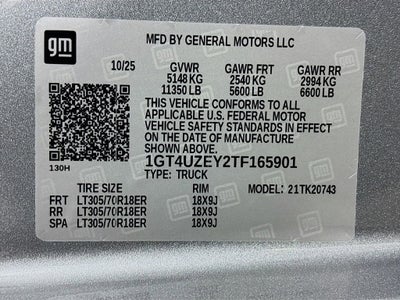 gm
MFD BY GENERAL MOTORS LLC
10/25 GVWR GAWR FRT GAWR RR
5148 KG 2540 KG 2994 KG
11350 LB 5600 LB 6600 LB
THIS VEHICLE CONFORMS TO ALL
APPLICABLE U.S. FEDERAL MOTOR
VEHICLE SAFETY STANDARDS IN EFFECT
ON THE DATE OF MANUFACTURE
SHOWN ABOVE.
1GT4UZEY2TF165901
130H
TYPE: TRUCK
TIRE SIZE RIM MODEL: 21TK20743
FRT LT305/70R18ER 18X9J
RR LT305/70R18ER 18X9J
SPA LT305/70R18ER 18X9J